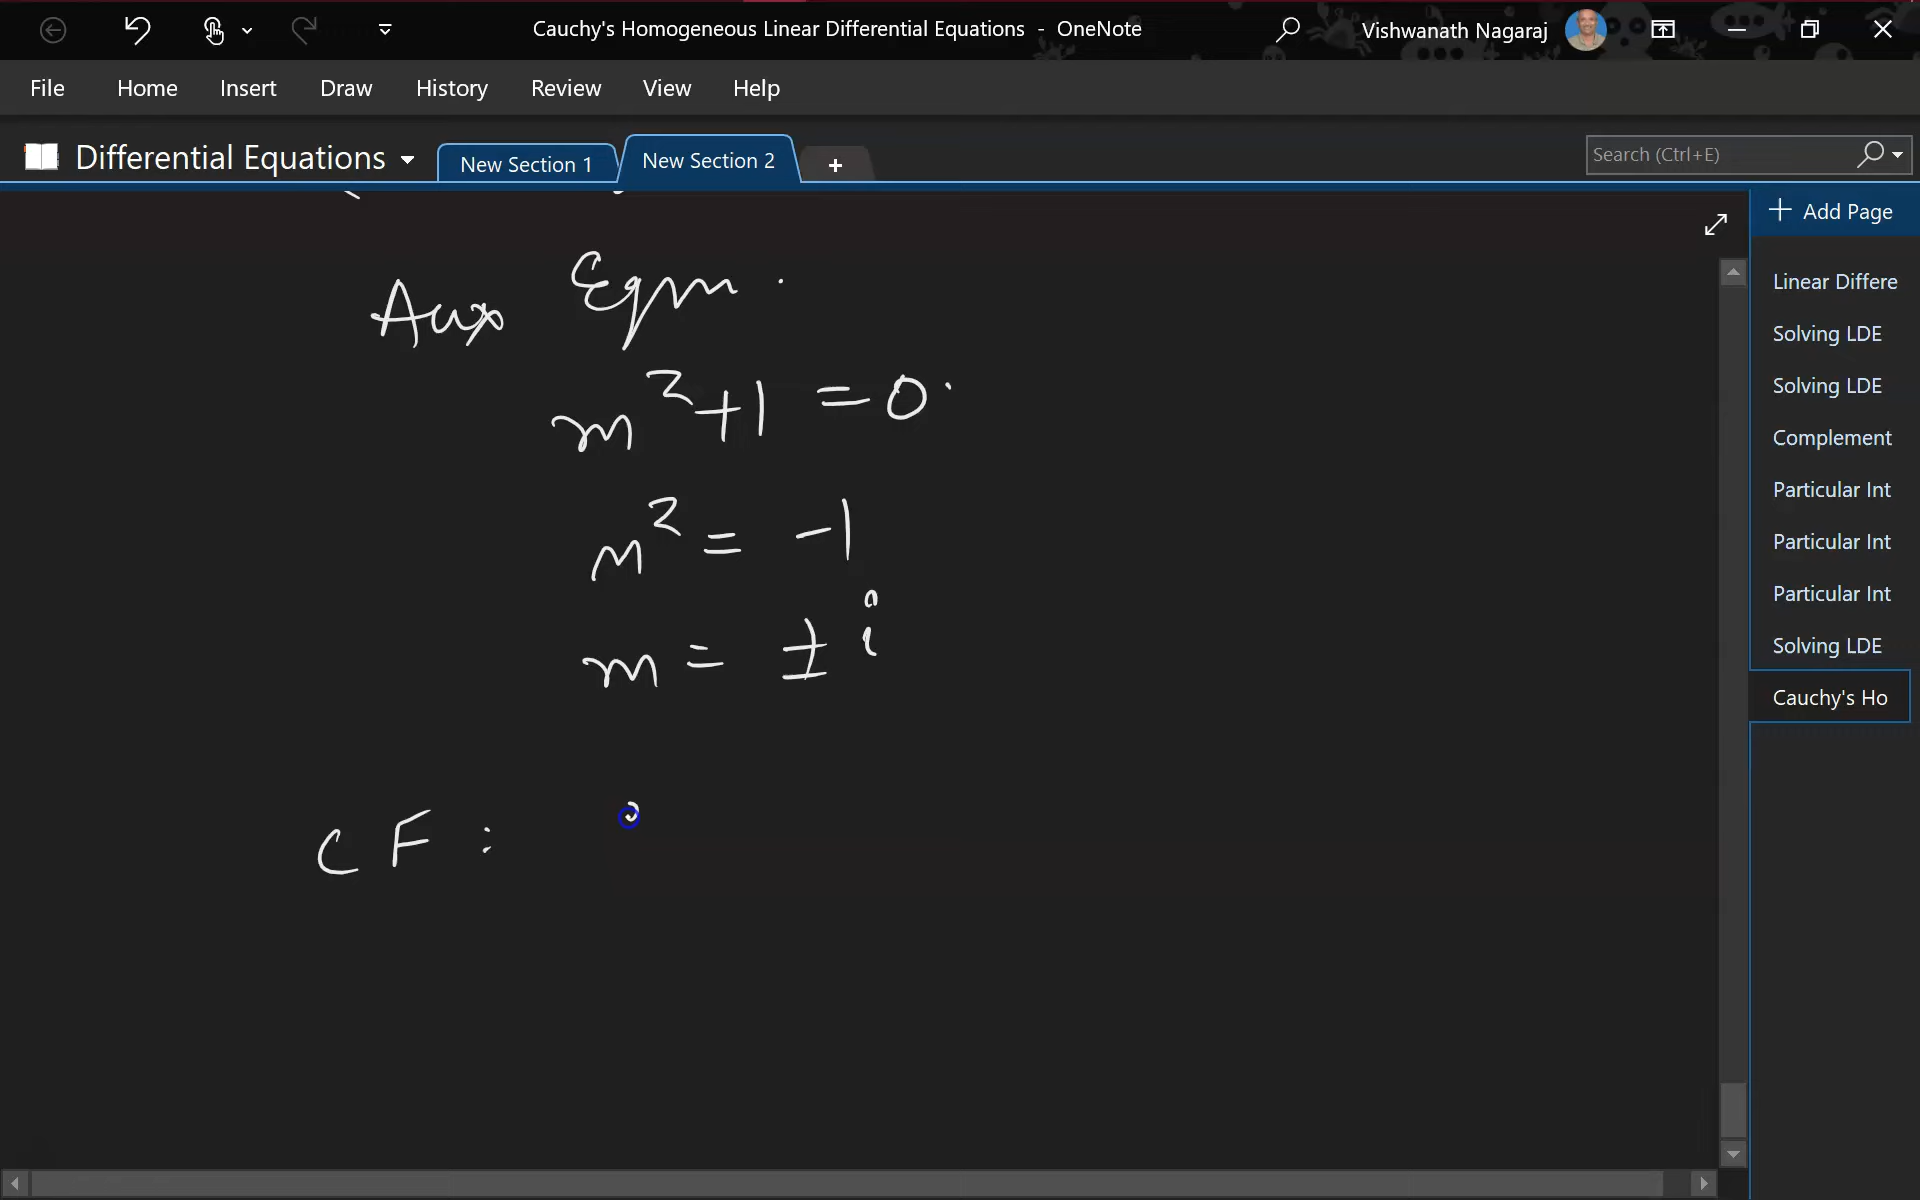 Cauchy's Homogeneous Linear Differential Equations - OneNote
Vishwanath Nagaraj
File Home Insert Draw History Review View Help
Differential Equations
New Section 1
New Section 2
+
Search (Ctrl+E)
Add Page
Linear Differe
Solving LDE
Solving LDE
Complement
Particular Int
Particular Int
Particular Int
Solving LDE
Cauchy's Ho
Aux Eqn.
m²+1 = 0.
m² = -1
m = ± i
CF :